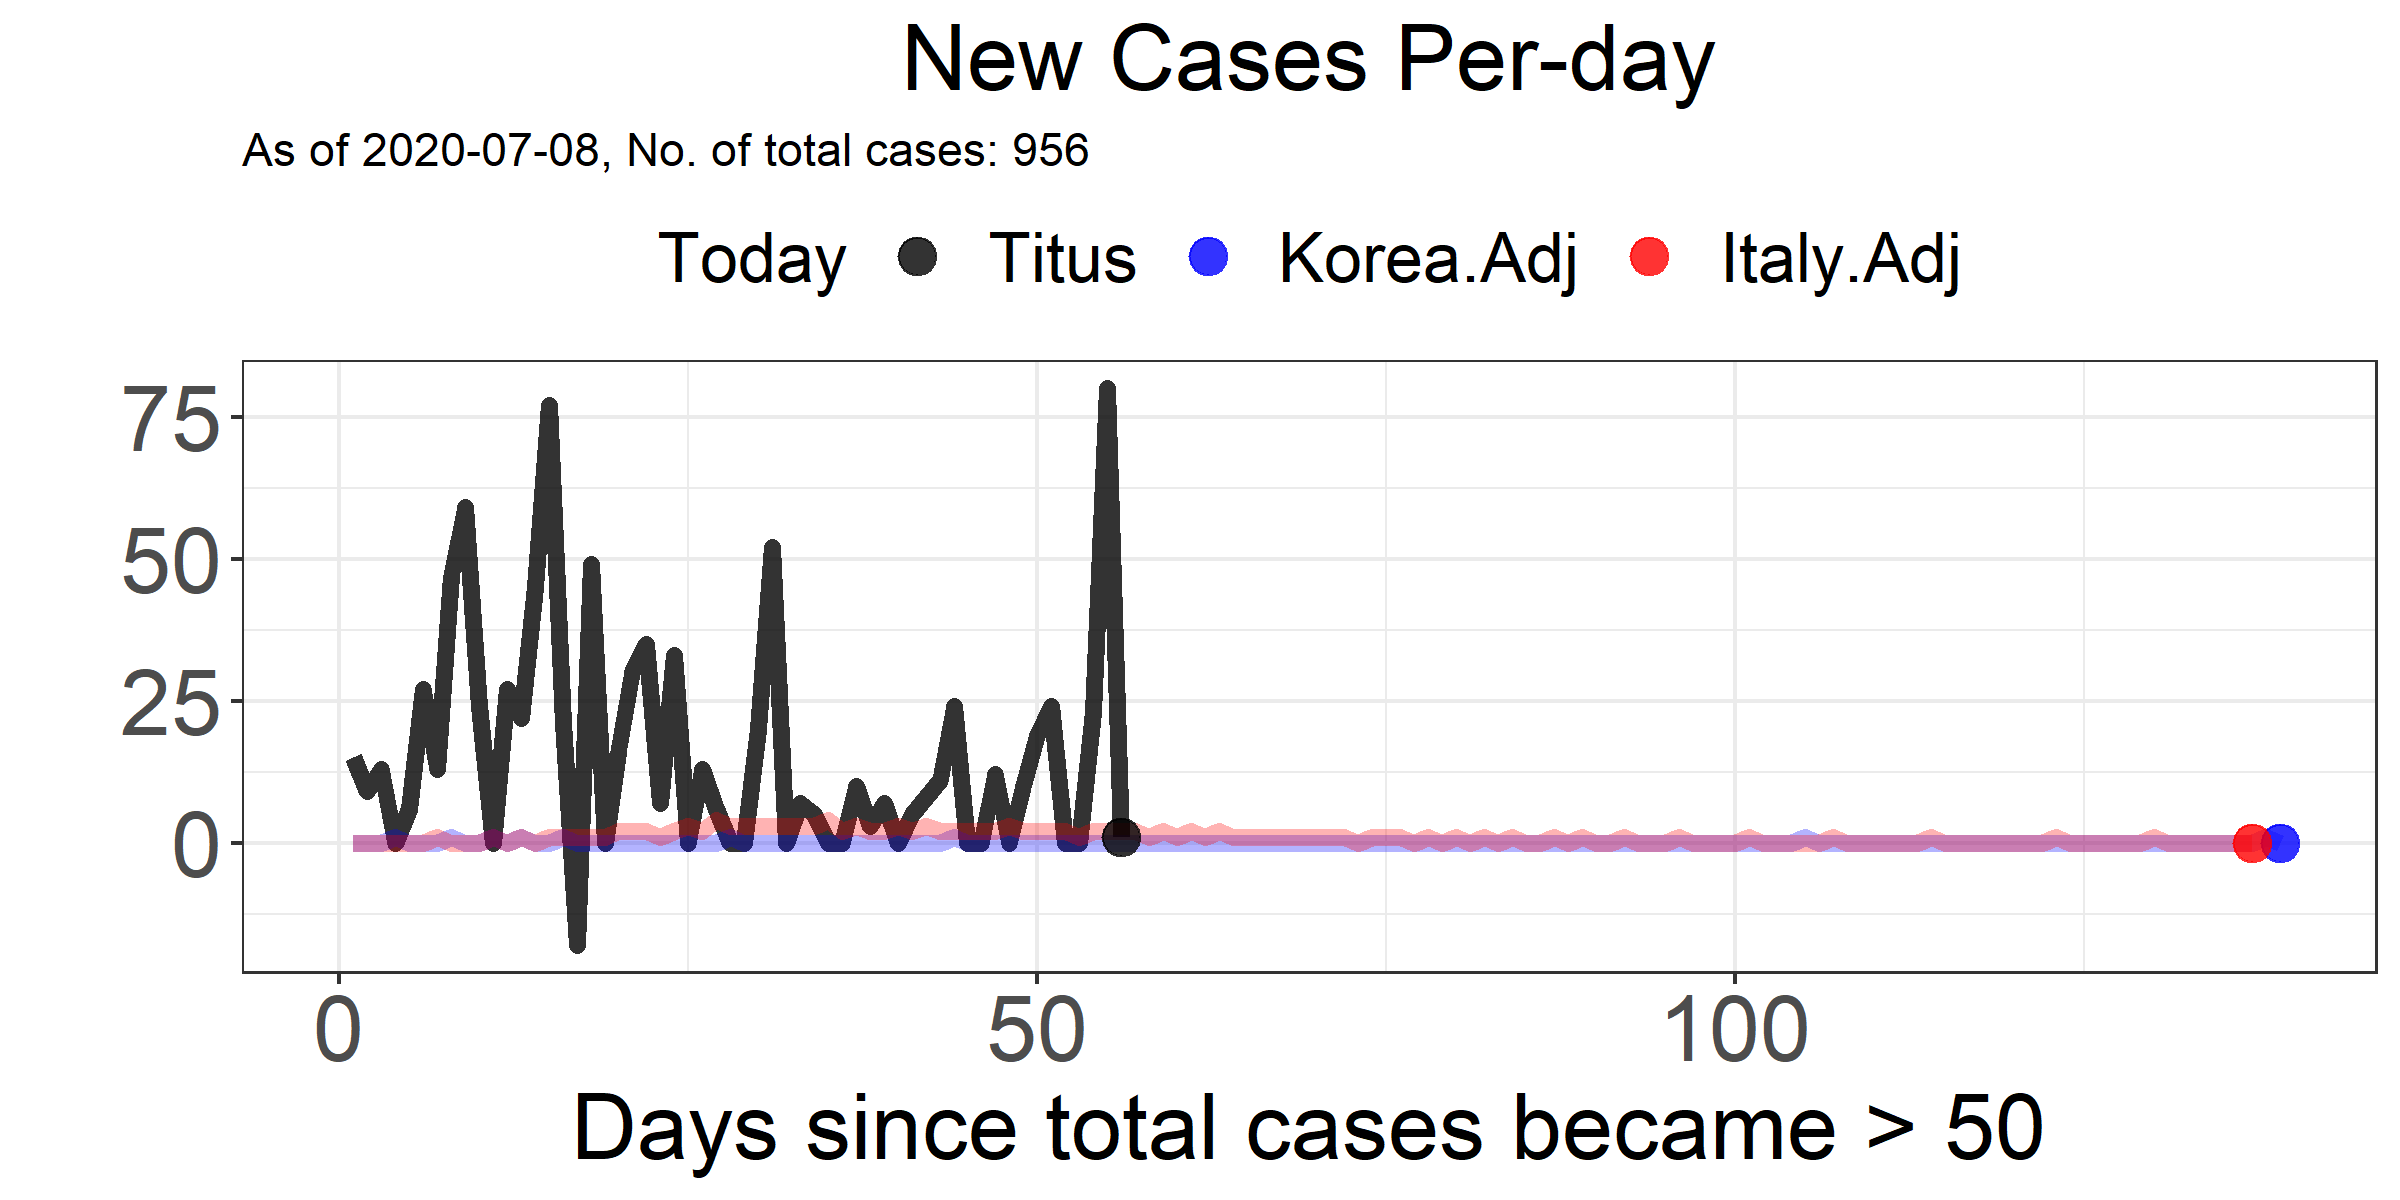 New Cases Per-day
As of 2020-07-08, No. of total cases: 956
Today Titus Korea.Adj Italy.Adj
75
50
25
0
0 50 100
Days since total cases became > 50